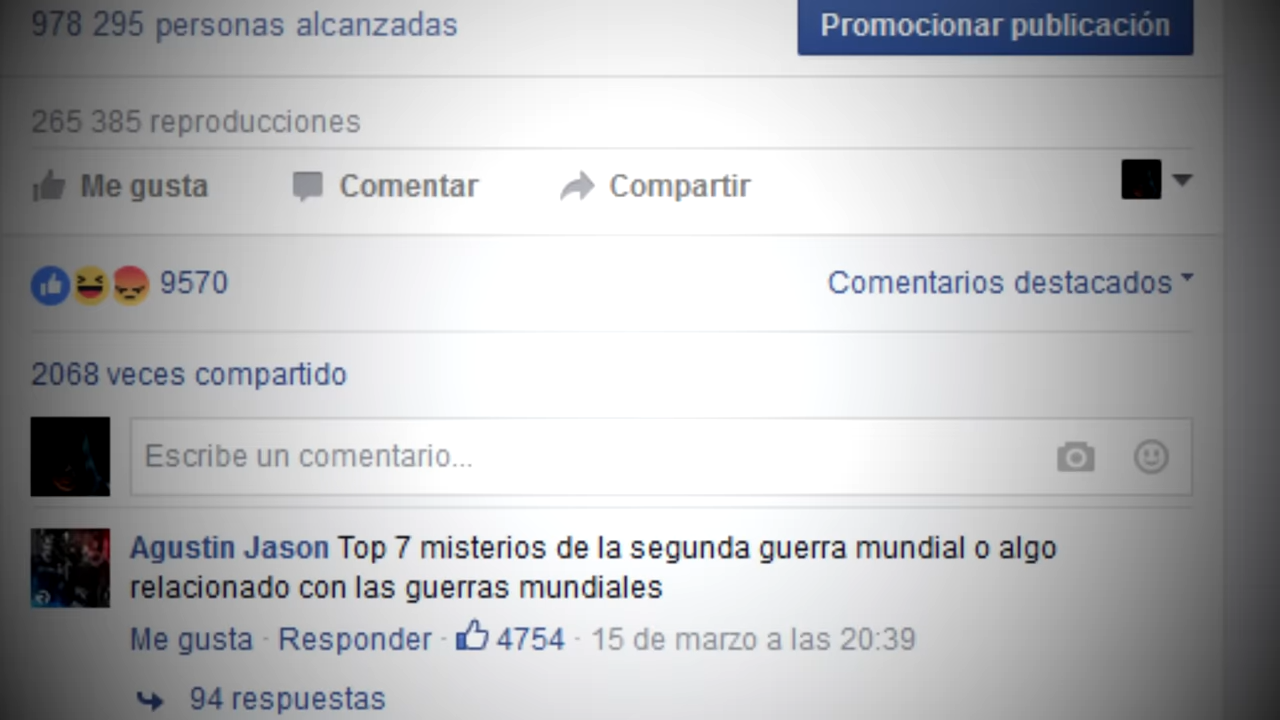 978 295 personas alcanzadas
Promocionar publicación
265 385 reproducciones
Me gusta Comentar Compartir
9570 Comentarios destacados
2068 veces compartido
Escribe un comentario...
Agustin Jason Top 7 misterios de la segunda guerra mundial o algo
relacionado con las guerras mundiales
Me gusta · Responder · 4754 · 15 de marzo a las 20:39
94 respuestas